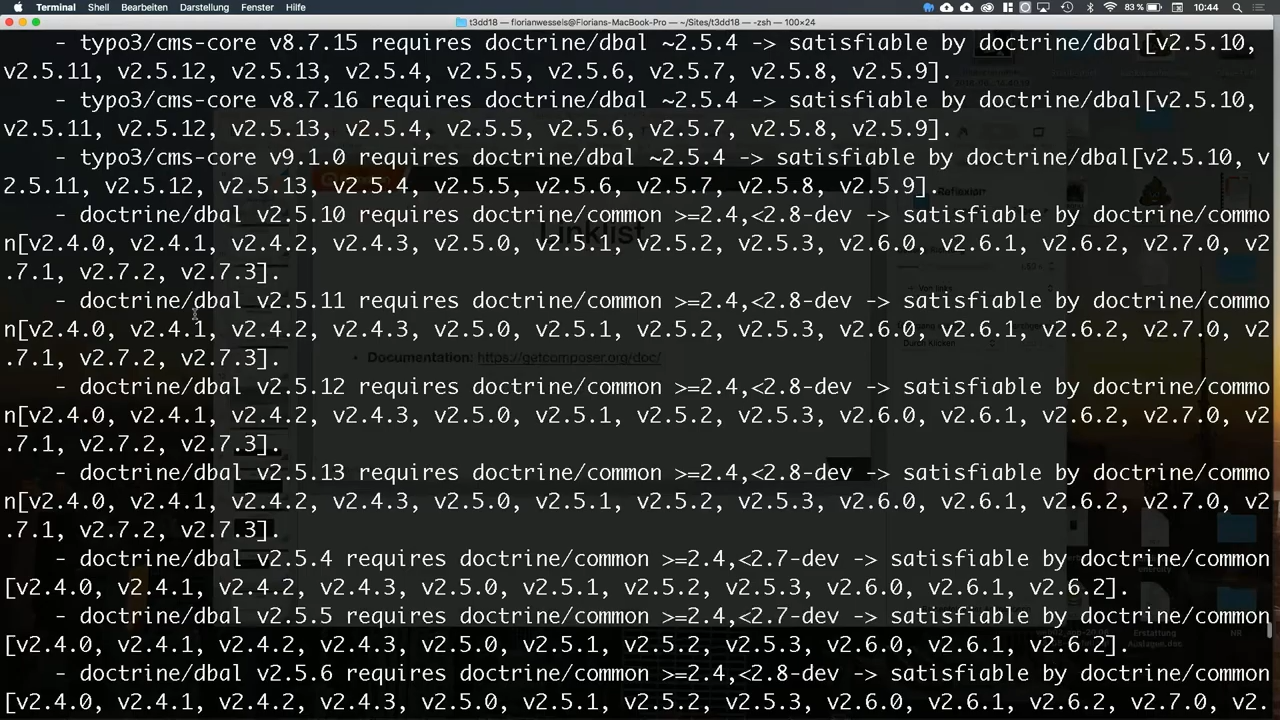 Terminal Shell Bearbeiten Darstellung Fenster Hilfe 83 % 10:44
t3dd18 — florianwessels@Florians-MacBook-Pro — ~/Sites/t3dd18 — -zsh — 100×24
- typo3/cms-core v8.7.15 requires doctrine/dbal ~2.5.4 -> satisfiable by doctrine/dbal[v2.5.10,
v2.5.11, v2.5.12, v2.5.13, v2.5.4, v2.5.5, v2.5.6, v2.5.7, v2.5.8, v2.5.9].
- typo3/cms-core v8.7.16 requires doctrine/dbal ~2.5.4 -> satisfiable by doctrine/dbal[v2.5.10,
v2.5.11, v2.5.12, v2.5.13, v2.5.4, v2.5.5, v2.5.6, v2.5.7, v2.5.8, v2.5.9].
- typo3/cms-core v9.1.0 requires doctrine/dbal ~2.5.4 -> satisfiable by doctrine/dbal[v2.5.10, v
2.5.11, v2.5.12, v2.5.13, v2.5.4, v2.5.5, v2.5.6, v2.5.7, v2.5.8, v2.5.9].
- doctrine/dbal v2.5.10 requires doctrine/common >=2.4,<2.8-dev -> satisfiable by doctrine/commo
n[v2.4.0, v2.4.1, v2.4.2, v2.4.3, v2.5.0, v2.5.1, v2.5.2, v2.5.3, v2.6.0, v2.6.1, v2.6.2, v2.7.0, v2
.7.1, v2.7.2, v2.7.3].
- doctrine/dbal v2.5.11 requires doctrine/common >=2.4,<2.8-dev -> satisfiable by doctrine/commo
n[v2.4.0, v2.4.1, v2.4.2, v2.4.3, v2.5.0, v2.5.1, v2.5.2, v2.5.3, v2.6.0, v2.6.1, v2.6.2, v2.7.0, v2
.7.1, v2.7.2, v2.7.3].
- doctrine/dbal v2.5.12 requires doctrine/common >=2.4,<2.8-dev -> satisfiable by doctrine/commo
n[v2.4.0, v2.4.1, v2.4.2, v2.4.3, v2.5.0, v2.5.1, v2.5.2, v2.5.3, v2.6.0, v2.6.1, v2.6.2, v2.7.0, v2
.7.1, v2.7.2, v2.7.3].
- doctrine/dbal v2.5.13 requires doctrine/common >=2.4,<2.8-dev -> satisfiable by doctrine/commo
n[v2.4.0, v2.4.1, v2.4.2, v2.4.3, v2.5.0, v2.5.1, v2.5.2, v2.5.3, v2.6.0, v2.6.1, v2.6.2, v2.7.0, v2
.7.1, v2.7.2, v2.7.3].
- doctrine/dbal v2.5.4 requires doctrine/common >=2.4,<2.7-dev -> satisfiable by doctrine/common
[v2.4.0, v2.4.1, v2.4.2, v2.4.3, v2.5.0, v2.5.1, v2.5.2, v2.5.3, v2.6.0, v2.6.1, v2.6.2].
- doctrine/dbal v2.5.5 requires doctrine/common >=2.4,<2.7-dev -> satisfiable by doctrine/common
[v2.4.0, v2.4.1, v2.4.2, v2.4.3, v2.5.0, v2.5.1, v2.5.2, v2.5.3, v2.6.0, v2.6.1, v2.6.2].
- doctrine/dbal v2.5.6 requires doctrine/common >=2.4,<2.8-dev -> satisfiable by doctrine/common
[v2.4.0, v2.4.1, v2.4.2, v2.4.3, v2.5.0, v2.5.1, v2.5.2, v2.5.3, v2.6.0, v2.6.1, v2.6.2, v2.7.0, v2.
Linklist
Reflexion
Documentation: https://getcomposer.org/doc/
Durch Klicken
Erstattung
Auslagne.doc
NR